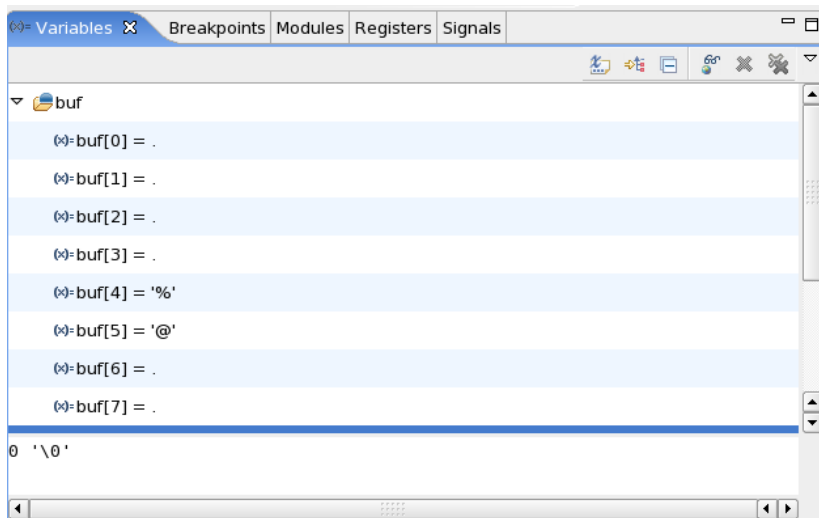 (x)= Variables Breakpoints Modules Registers Signals
buf
(x)= buf[0] = .
(x)= buf[1] = .
(x)= buf[2] = .
(x)= buf[3] = .
(x)= buf[4] = '%'
(x)= buf[5] = '@'
(x)= buf[6] = .
(x)= buf[7] = .
0 '\0'